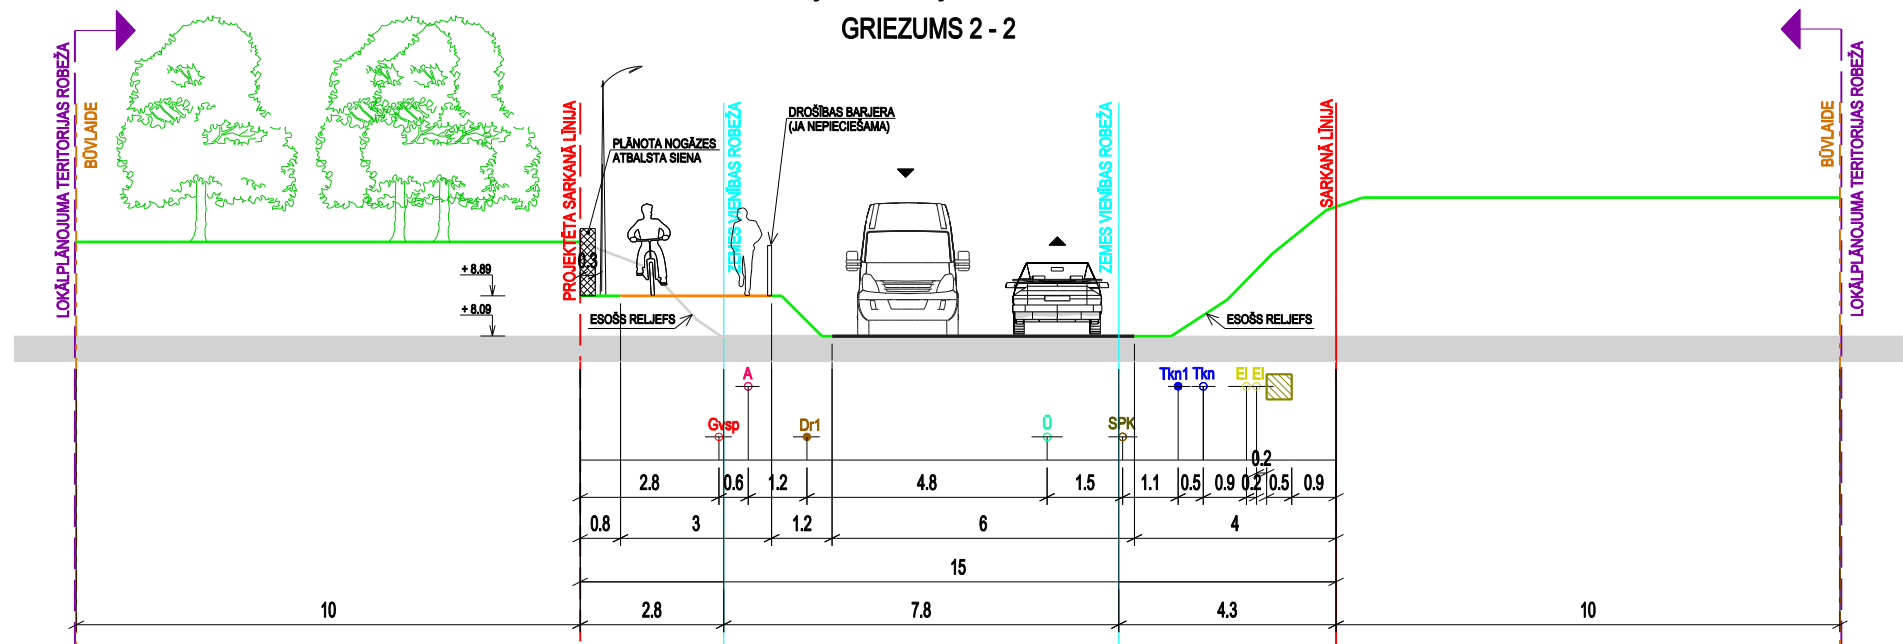 GRIEZUMS 2 - 2
LOKĀLPLĀNOJUMA TERITORIJAS ROBEŽA
BŪVLAIDE
PROJEKTĒTA SARKANĀ LĪNIJA
PLĀNOTA NOGĀZES
ATBALSTA SIENA
ZEMES VIENĪBAS ROBEŽA
DROŠĪBAS BARJERA
(JA NEPIECIEŠAMA)
ZEMES VIENĪBAS ROBEŽA
SARKANĀ LĪNIJA
BŪVLAIDE
LOKĀLPLĀNOJUMA TERITORIJAS ROBEŽA
0.3
+ 8.89
+ 8.09
ESOŠS RELJEFS
ESOŠS RELJEFS
A
Tkn1 Tkn
El El
Gvsp
Dr1
Ū
SPK
0.2
2.8 0.6 1.2 4.8 1.5 1.1 0.5 0.9 0.2 0.5 0.9
0.8 3 1.2 6 4
15
10 2.8 7.8 4.3 10